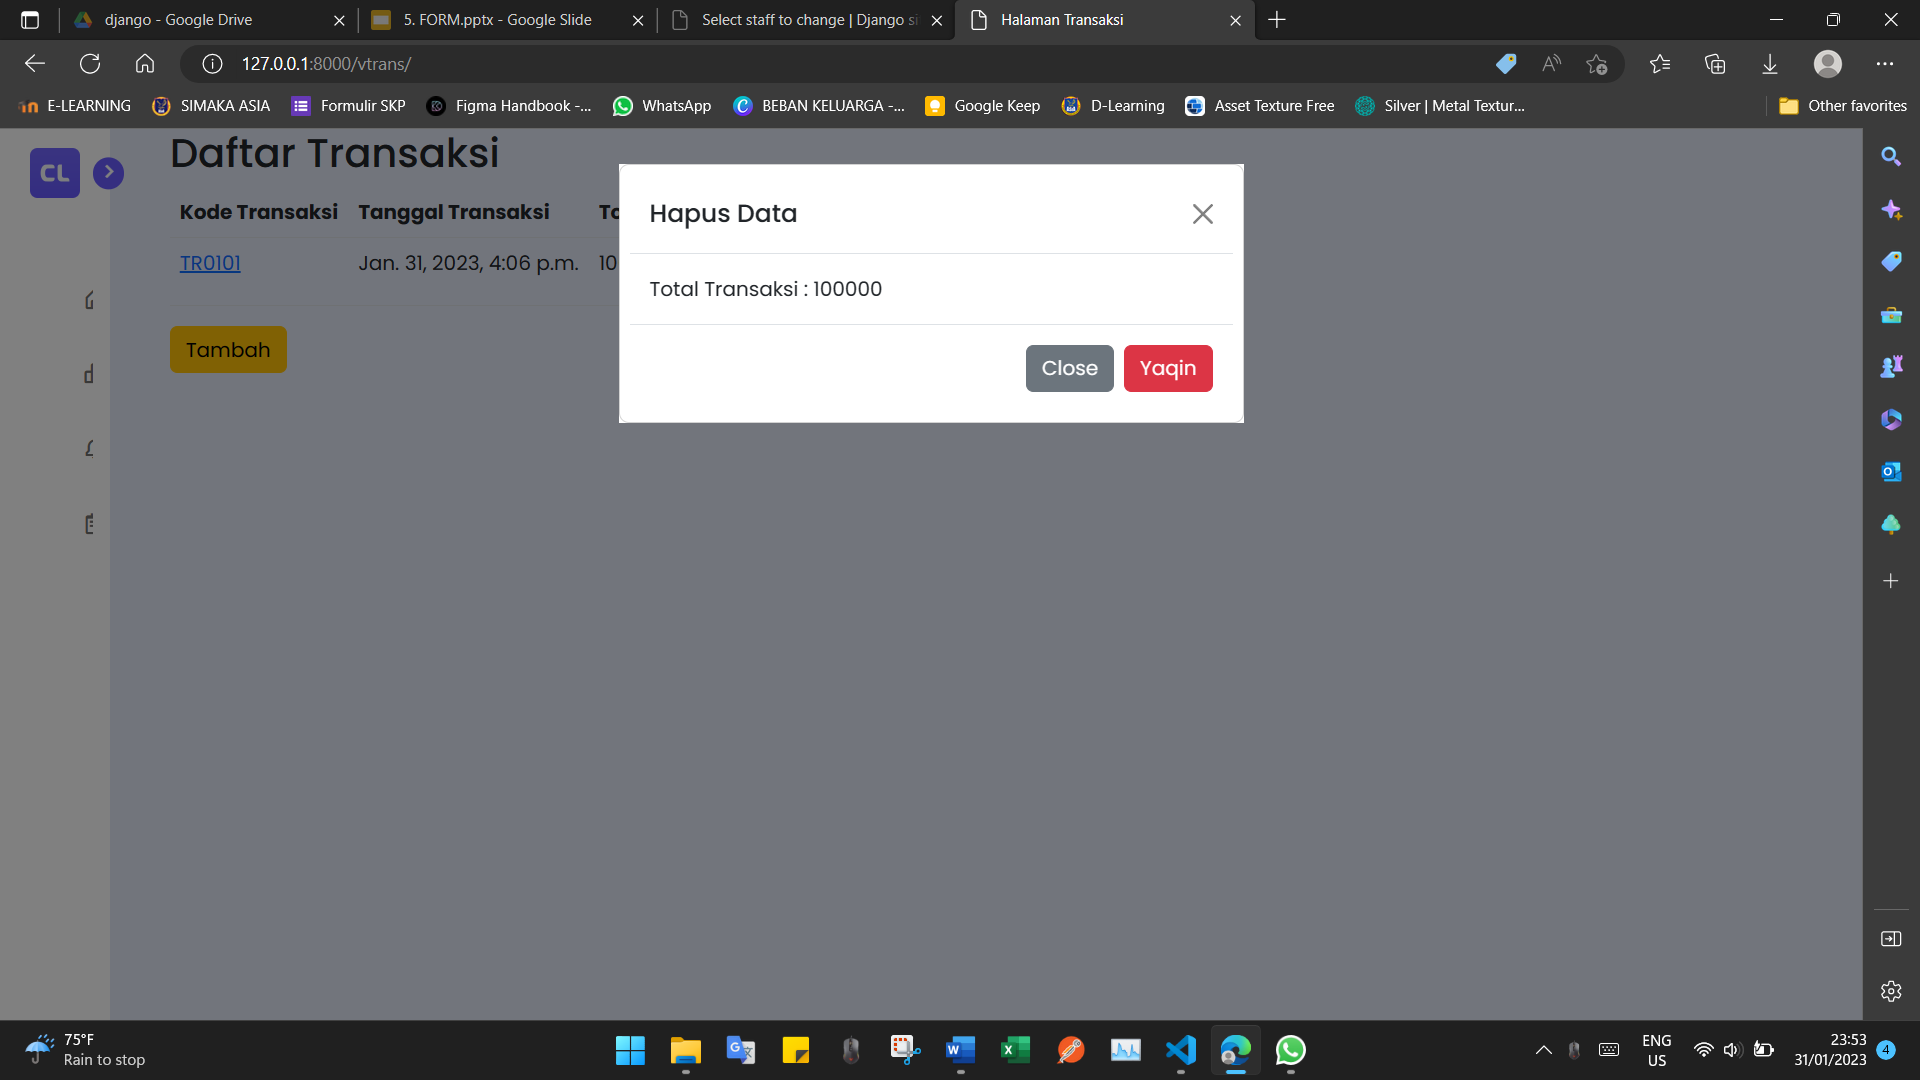 django - Google Drive
5. FORM.pptx - Google Slide
Select staff to change | Django si
Halaman Transaksi
127.0.0.1:8000/vtrans/
E-LEARNING
SIMAKA ASIA
Formulir SKP
Figma Handbook -...
WhatsApp
BEBAN KELUARGA -...
Google Keep
D-Learning
Asset Texture Free
Silver | Metal Textur...
Other favorites
CL
Daftar Transaksi
Kode Transaksi
Tanggal Transaksi
To
TR0101
Jan. 31, 2023, 4:06 p.m.
10
Tambah
Hapus Data
Total Transaksi : 100000
Close
Yaqin
75°F
Rain to stop
ENG
US
23:53
31/01/2023
4